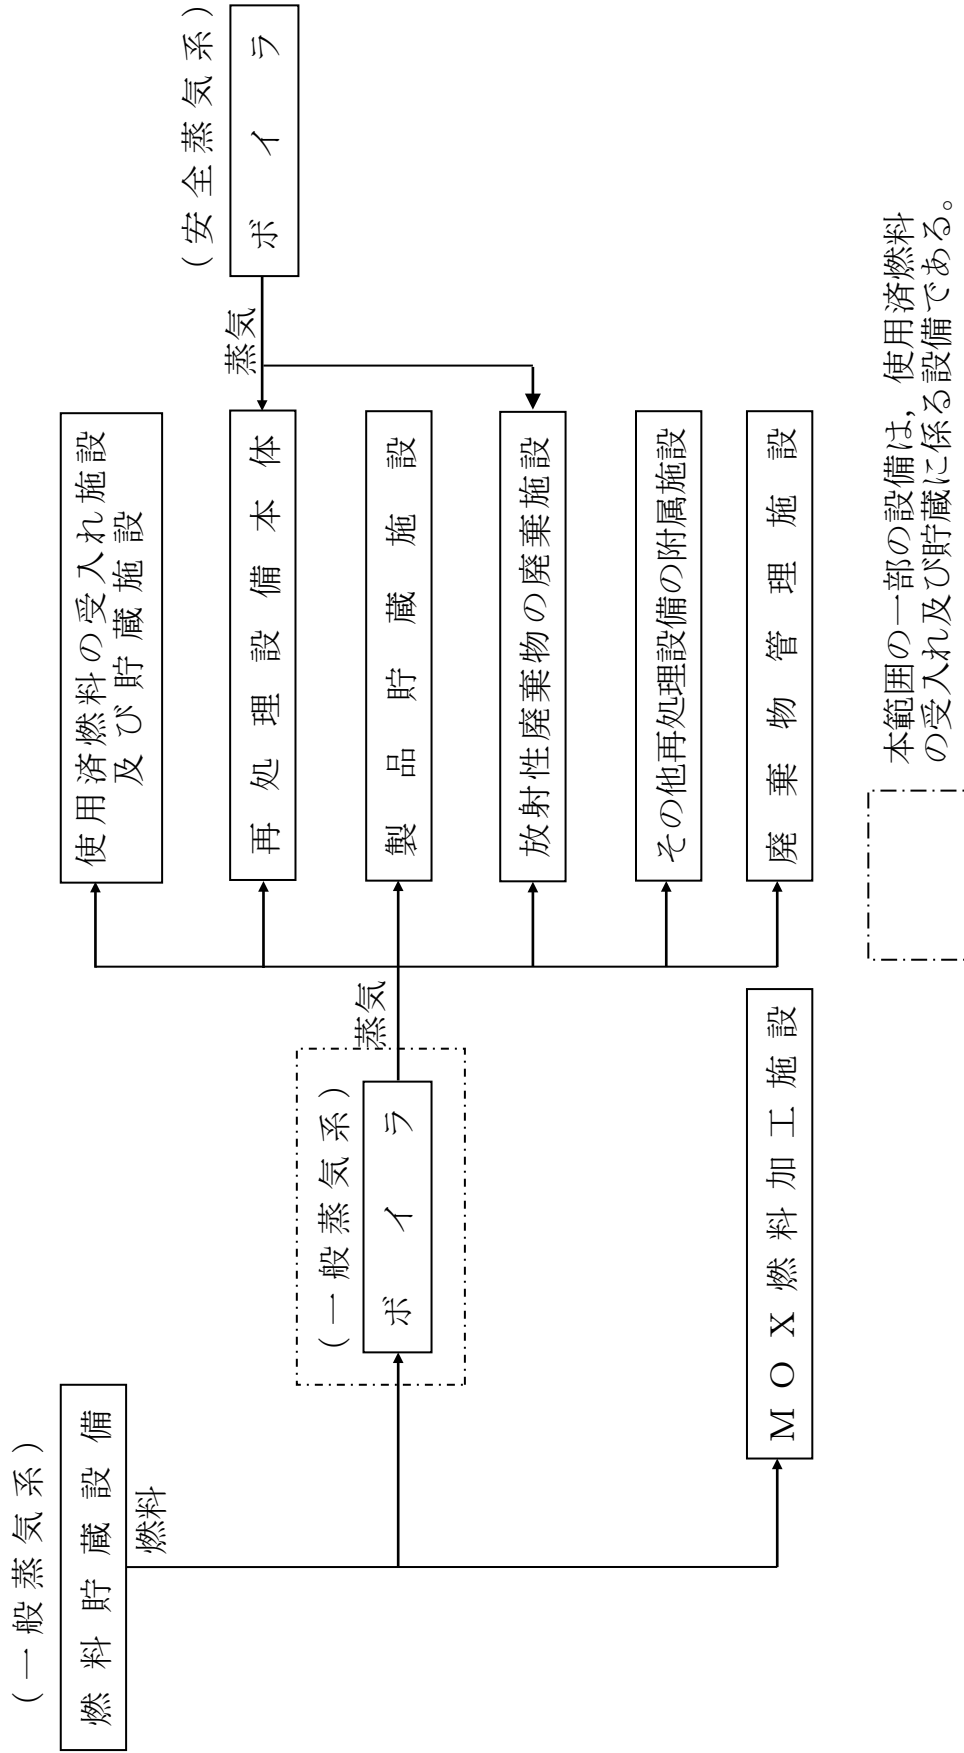 (一般蒸気系)
燃料貯蔵設備
燃料
(一般蒸気系)
ボイラ
蒸気
MOX燃料加工施設
使用済燃料の受入れ施設
及び貯蔵施設
再処理設備本体
製品貯蔵施設
放射性廃棄物の廃棄施設
その他再処理設備の附属施設
廃棄物管理施設
蒸気
(安全蒸気系)
ボイラ
本範囲の一部の設備は，使用済燃料
の受入れ及び貯蔵に係る設備である。